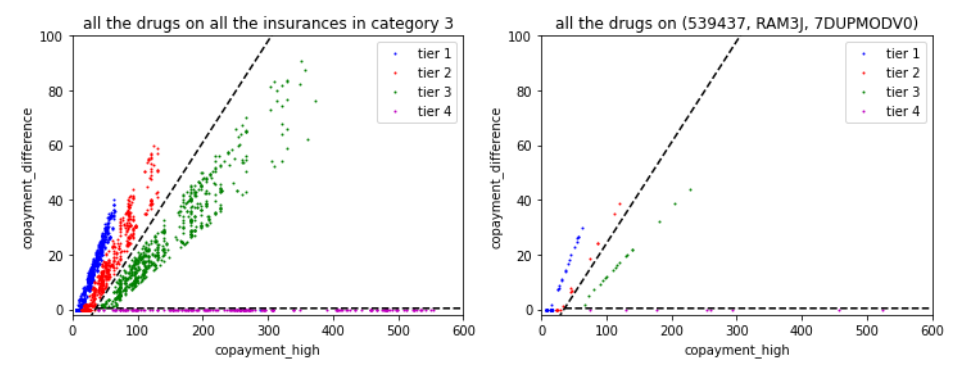 all the drugs on all the insurances in category 3
100
80
60
40
20
0
copayment_difference
tier 1
tier 2
tier 3
tier 4
0 100 200 300 400 500 600
copayment_high
all the drugs on (539437, RAM3J, 7DUPMODV0)
100
80
60
40
20
0
copayment_difference
tier 1
tier 2
tier 3
tier 4
0 100 200 300 400 500 600
copayment_high